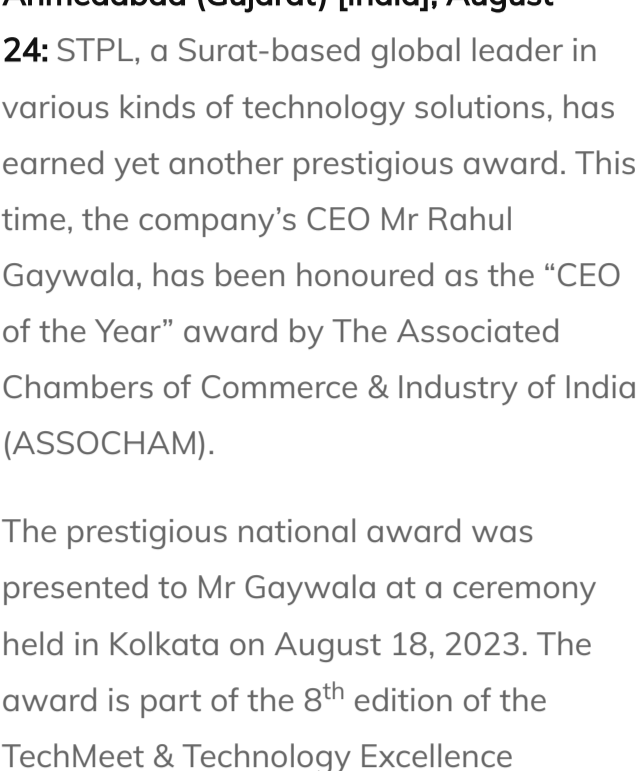 Ahmedabad (Gujarat) [India], August
24: STPL, a Surat-based global leader in
various kinds of technology solutions, has
earned yet another prestigious award. This
time, the company’s CEO Mr Rahul
Gaywala, has been honoured as the “CEO
of the Year” award by The Associated
Chambers of Commerce & Industry of India
(ASSOCHAM).
The prestigious national award was
presented to Mr Gaywala at a ceremony
held in Kolkata on August 18, 2023. The
award is part of the 8th edition of the
TechMeet & Technology Excellence